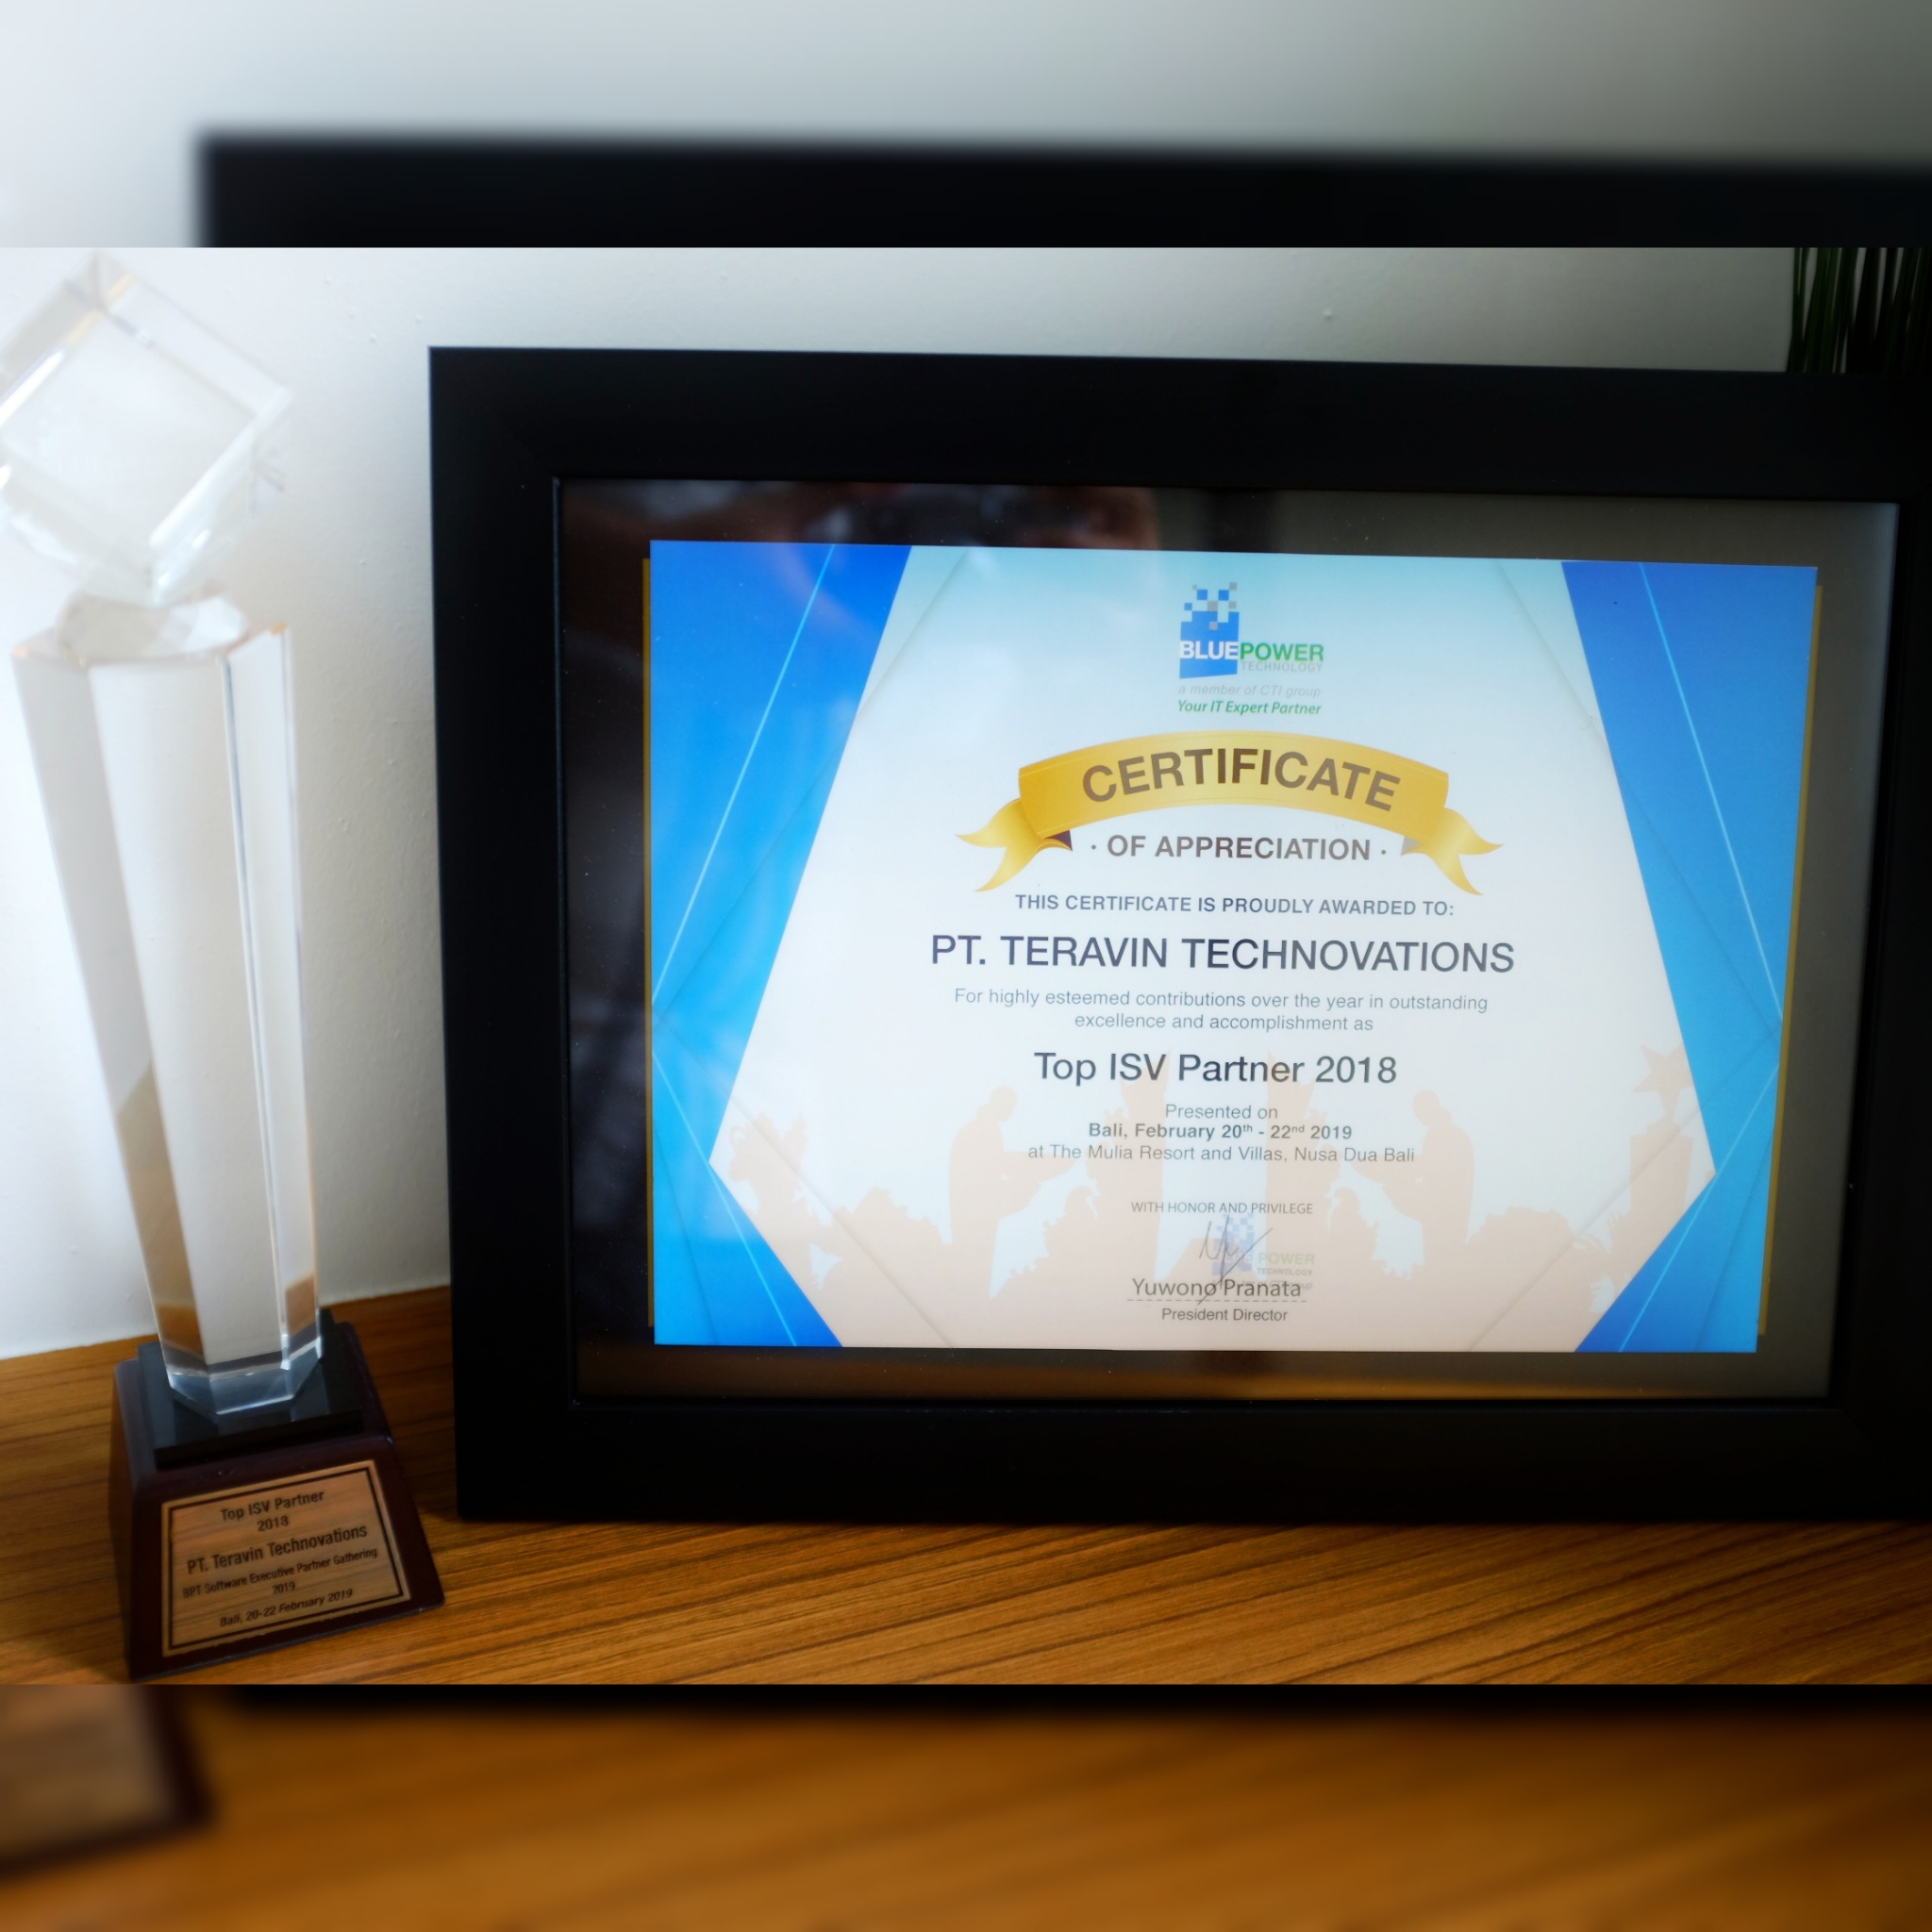 BLUEPOWER
TECHNOLOGY
a member of CTI group
Your IT Expert Partner
CERTIFICATE
· OF APPRECIATION ·
THIS CERTIFICATE IS PROUDLY AWARDED TO:
PT. TERAVIN TECHNOVATIONS
For highly esteemed contributions over the year in outstanding
excellence and accomplishment as
Top ISV Partner 2018
Presented on
Bali, February 20th - 22nd 2019
at The Mulia Resort and Villas, Nusa Dua Bali
WITH HONOR AND PRIVILEGE
POWER
TECHNOLOGY
Yuwono Pranata
President Director
Top ISV Partner
2018
PT. Teravin Technovations
BPT Software Executive Partner Gathering
2019
Bali, 20-22 February 2019